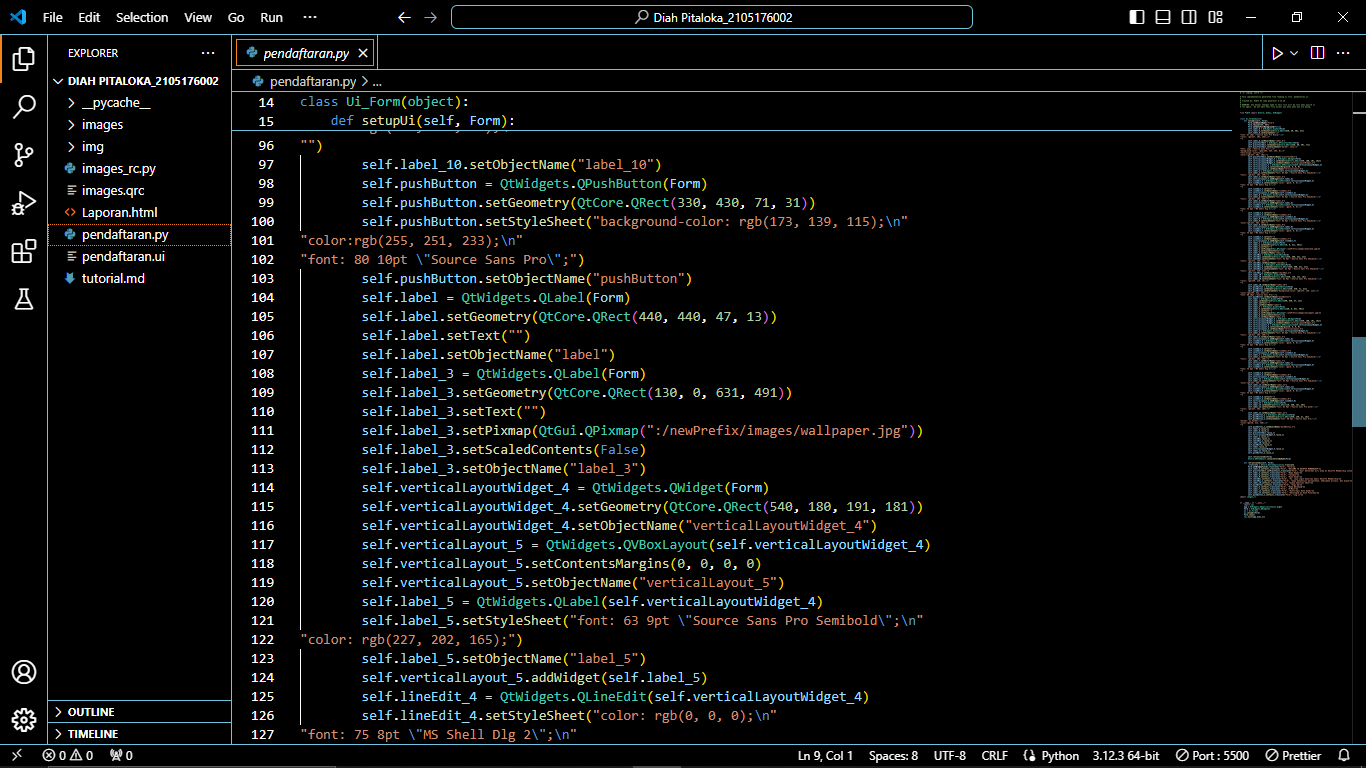 File Edit Selection View Go Run ··· Diah Pitaloka_2105176002
EXPLORER ···
DIAH PITALOKA_2105176002
__pycache__
images
img
images_rc.py
images.qrc
Laporan.html
pendaftaran.py
pendaftaran.ui
tutorial.md
OUTLINE
TIMELINE
pendaftaran.py
pendaftaran.py > ...
14 class Ui_Form(object):
15 def setupUi(self, Form):
96 "")
97 self.label_10.setObjectName("label_10")
98 self.pushButton = QtWidgets.QPushButton(Form)
99 self.pushButton.setGeometry(QtCore.QRect(330, 430, 71, 31))
100 self.pushButton.setStyleSheet("background-color: rgb(173, 139, 115);\n"
101 "color:rgb(255, 251, 233);\n"
102 "font: 80 10pt \"Source Sans Pro\";")
103 self.pushButton.setObjectName("pushButton")
104 self.label = QtWidgets.QLabel(Form)
105 self.label.setGeometry(QtCore.QRect(440, 440, 47, 13))
106 self.label.setText("")
107 self.label.setObjectName("label")
108 self.label_3 = QtWidgets.QLabel(Form)
109 self.label_3.setGeometry(QtCore.QRect(130, 0, 631, 491))
110 self.label_3.setText("")
111 self.label_3.setPixmap(QtGui.QPixmap(":/newPrefix/images/wallpaper.jpg"))
112 self.label_3.setScaledContents(False)
113 self.label_3.setObjectName("label_3")
114 self.verticalLayoutWidget_4 = QtWidgets.QWidget(Form)
115 self.verticalLayoutWidget_4.setGeometry(QtCore.QRect(540, 180, 191, 181))
116 self.verticalLayoutWidget_4.setObjectName("verticalLayoutWidget_4")
117 self.verticalLayout_5 = QtWidgets.QVBoxLayout(self.verticalLayoutWidget_4)
118 self.verticalLayout_5.setContentsMargins(0, 0, 0, 0)
119 self.verticalLayout_5.setObjectName("verticalLayout_5")
120 self.label_5 = QtWidgets.QLabel(self.verticalLayoutWidget_4)
121 self.label_5.setStyleSheet("font: 63 9pt \"Source Sans Pro Semibold\";\n"
122 "color: rgb(227, 202, 165);")
123 self.label_5.setObjectName("label_5")
124 self.verticalLayout_5.addWidget(self.label_5)
125 self.lineEdit_4 = QtWidgets.QLineEdit(self.verticalLayoutWidget_4)
126 self.lineEdit_4.setStyleSheet("color: rgb(0, 0, 0);\n"
127 "font: 75 8pt \"MS Shell Dlg 2\";\n"
0 0 0 Ln 9, Col 1 Spaces: 8 UTF-8 CRLF Python 3.12.3 64-bit Port : 5500 Prettier